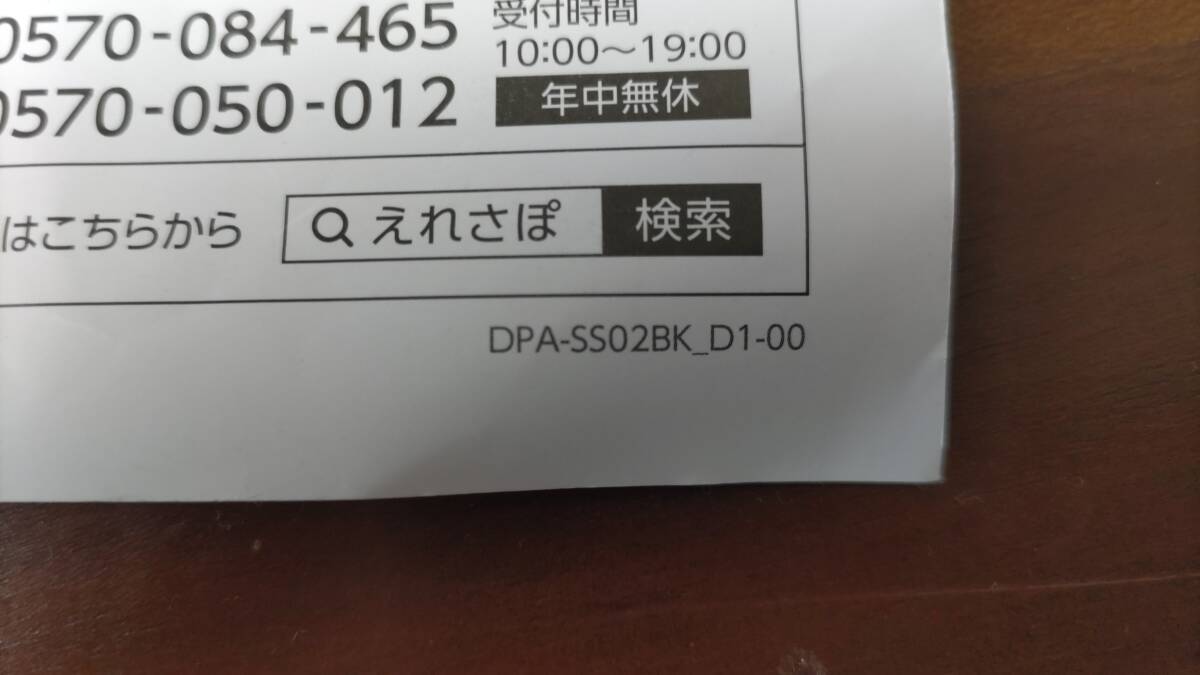 0570-084-465
受付時間
10:00～19:00
0570-050-012
年中無休
はこちらから
えれさぽ 検索
DPA-SS02BK_D1-00